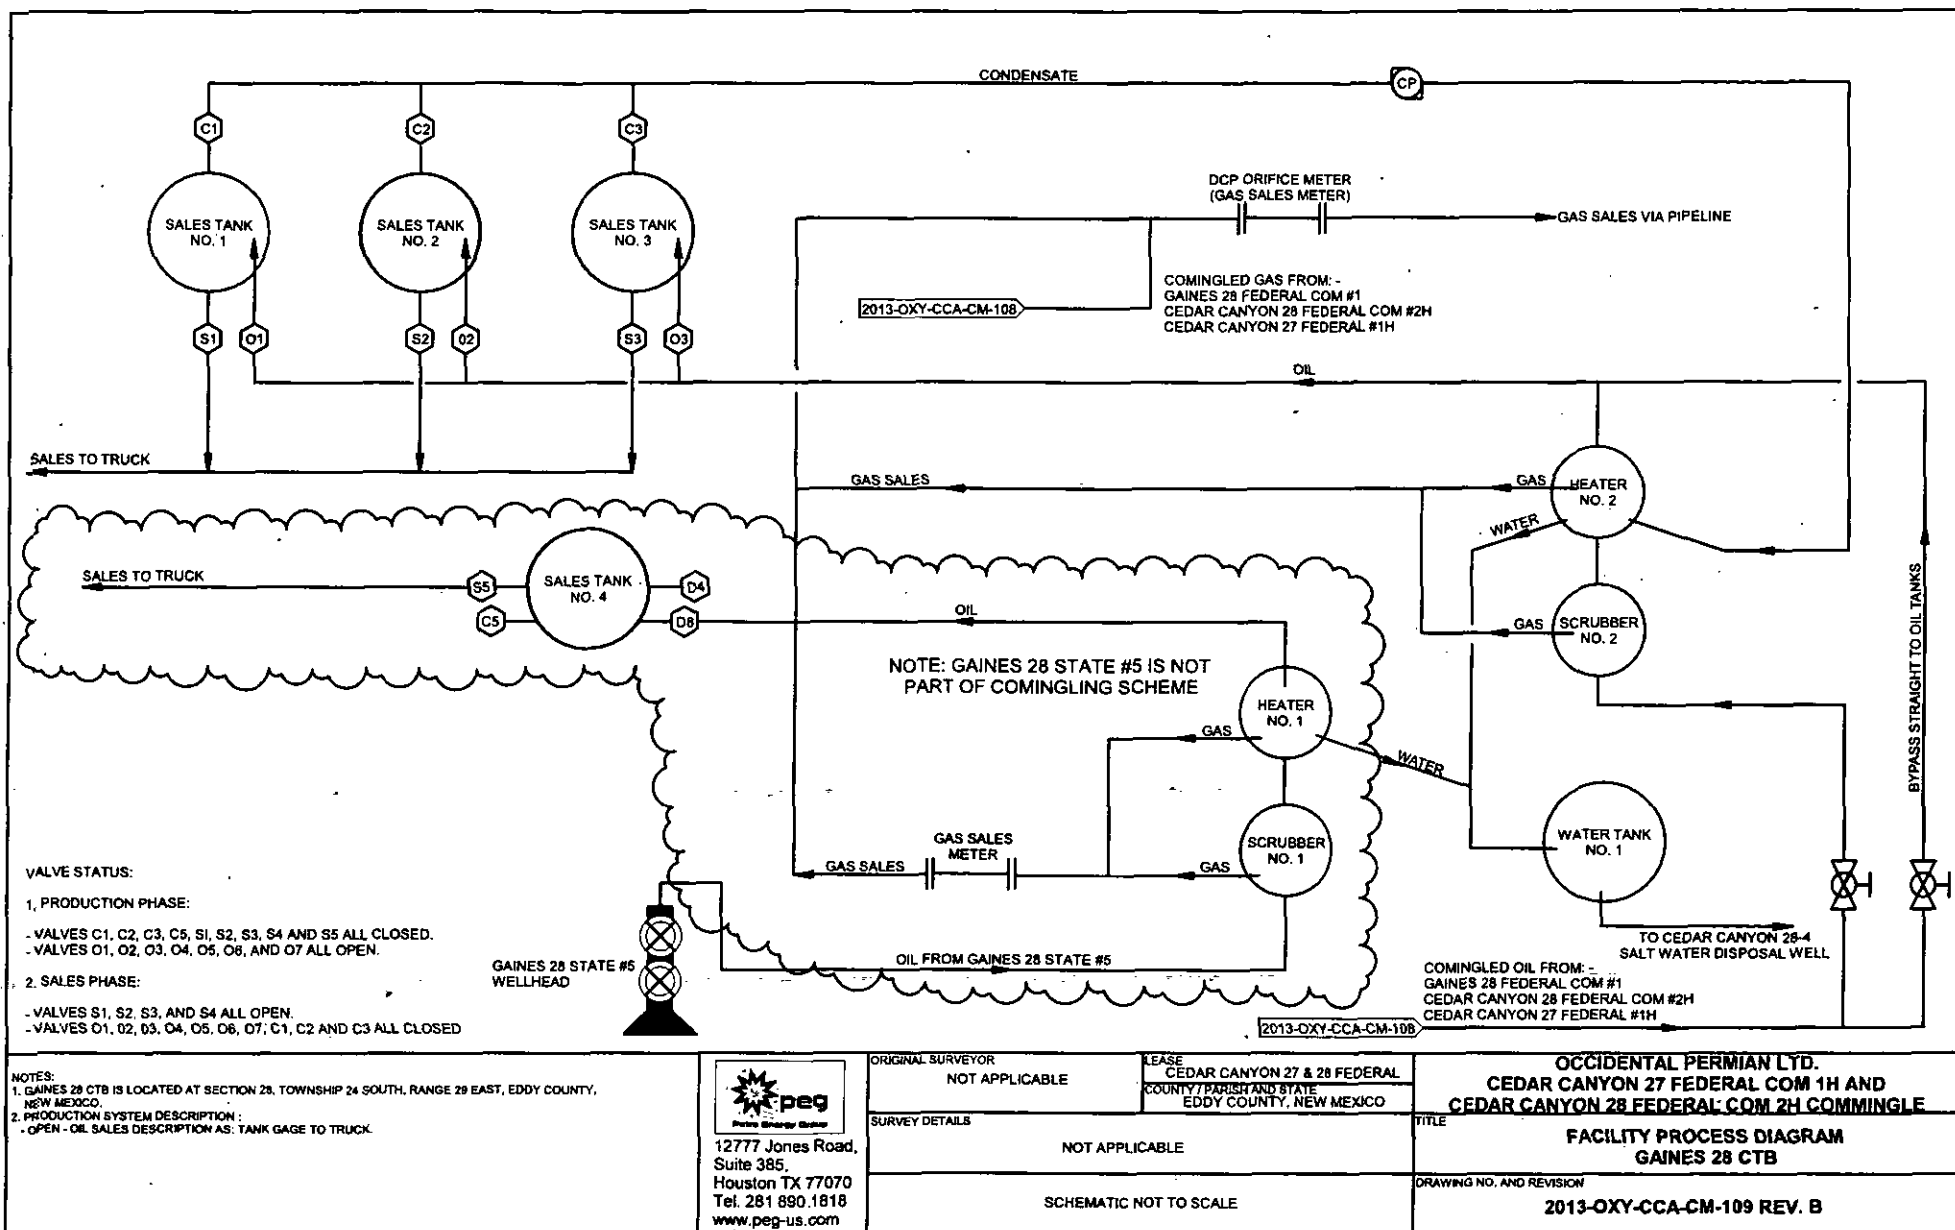 CONDENSATE
CP
C1
C2
C3
SALES TANK
NO. 1
SALES TANK
NO. 2
SALES TANK
NO. 3
S1
O1
S2
02
S3
O3
DCP ORIFICE METER
(GAS SALES METER)
GAS SALES VIA PIPELINE
2013-OXY-CCA-CM-108
COMINGLED GAS FROM: -
GAINES 28 FEDERAL COM #1
CEDAR CANYON 28 FEDERAL COM #2H
CEDAR CANYON 27 FEDERAL #1H
OIL
SALES TO TRUCK
GAS SALES
GAS
HEATER
NO. 2
WATER
SALES TO TRUCK
S5
SALES TANK
NO. 4
D4
C5
D8
OIL
GAS
SCRUBBER
NO. 2
BYPASS STRAIGHT TO OIL TANKS
NOTE: GAINES 28 STATE #5 IS NOT
PART OF COMINGLING SCHEME
HEATER
NO. 1
GAS
WATER
GAS SALES
METER
GAS SALES
GAS
SCRUBBER
NO. 1
WATER TANK
NO. 1
TO CEDAR CANYON 28-4
SALT WATER DISPOSAL WELL
VALVE STATUS:
1. PRODUCTION PHASE:
- VALVES C1, C2, C3, C5, SI, S2, S3, S4 AND S5 ALL CLOSED.
- VALVES O1, O2, O3, O4, O5, O6, AND O7 ALL OPEN.
2. SALES PHASE:
- VALVES S1, S2, S3, AND S4 ALL OPEN.
- VALVES O1, 02, 03, O4, O5, O6, O7, C1, C2 AND C3 ALL CLOSED
GAINES 28 STATE #5
WELLHEAD
OIL FROM GAINES 28 STATE #5
COMINGLED OIL FROM: -
GAINES 28 FEDERAL COM #1
CEDAR CANYON 28 FEDERAL COM #2H
CEDAR CANYON 27 FEDERAL #1H
2013-OXY-CCA-CM-108
NOTES:
1. GAINES 28 CTB IS LOCATED AT SECTION 28, TOWNSHIP 24 SOUTH, RANGE 29 EAST, EDDY COUNTY,
NEW MEXICO.
2. PRODUCTION SYSTEM DESCRIPTION :
- OPEN - OIL SALES DESCRIPTION AS: TANK GAGE TO TRUCK.
peg
Petro Energy Group
12777 Jones Road,
Suite 385,
Houston TX 77070
Tel. 281 890.1818
www.peg-us.com
ORIGINAL SURVEYOR
NOT APPLICABLE
LEASE
CEDAR CANYON 27 & 28 FEDERAL
COUNTY / PARISH AND STATE
EDDY COUNTY, NEW MEXICO
SURVEY DETAILS
NOT APPLICABLE
SCHEMATIC NOT TO SCALE
OCCIDENTAL PERMIAN LTD.
CEDAR CANYON 27 FEDERAL COM 1H AND
CEDAR CANYON 28 FEDERAL COM 2H COMMINGLE
TITLE
FACILITY PROCESS DIAGRAM
GAINES 28 CTB
DRAWING NO. AND REVISION
2013-OXY-CCA-CM-109 REV. B